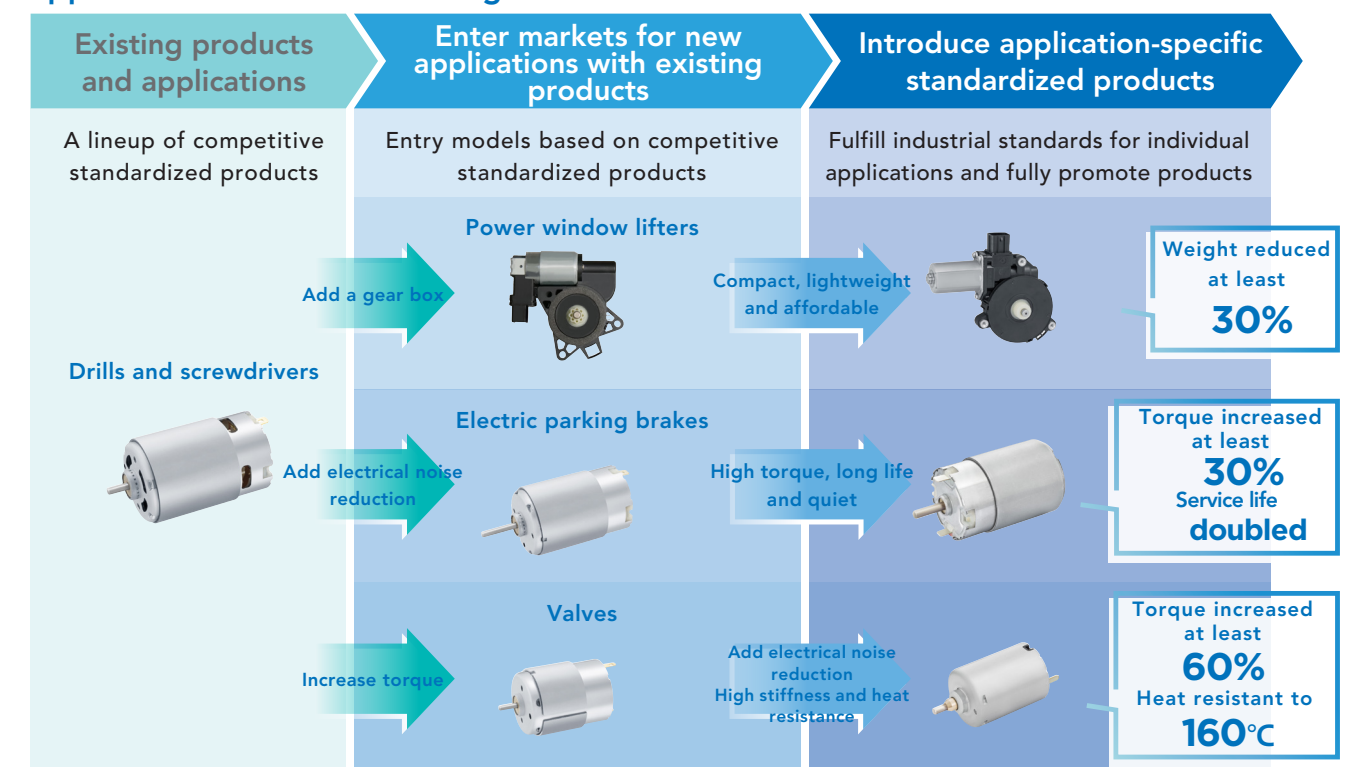 Existing products
and applications
Enter markets for new
applications with existing
products
Introduce application-specific
standardized products
A lineup of competitive
standardized products
Entry models based on competitive
standardized products
Fulfill industrial standards for individual
applications and fully promote products
Drills and screwdrivers
Add a gear box
Power window lifters
Compact, lightweight
and affordable
Weight reduced
at least
30%
Add electrical noise
reduction
Electric parking brakes
High torque, long life
and quiet
Torque increased
at least
30%
Service life
doubled
Increase torque
Valves
Add electrical noise
reduction
High stiffness and heat
resistance
Torque increased
at least
60%
Heat resistant to
160°C